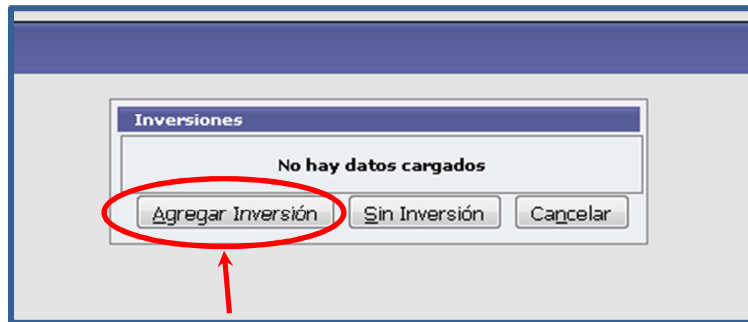 Inversiones
No hay datos cargados
Agregar Inversión Sin Inversión Cancelar